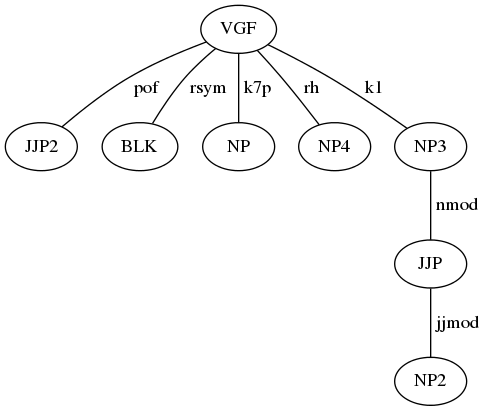 VGF
pof rsym k7p rh k1
JJP2 BLK NP NP4 NP3
nmod
JJP
jjmod
NP2